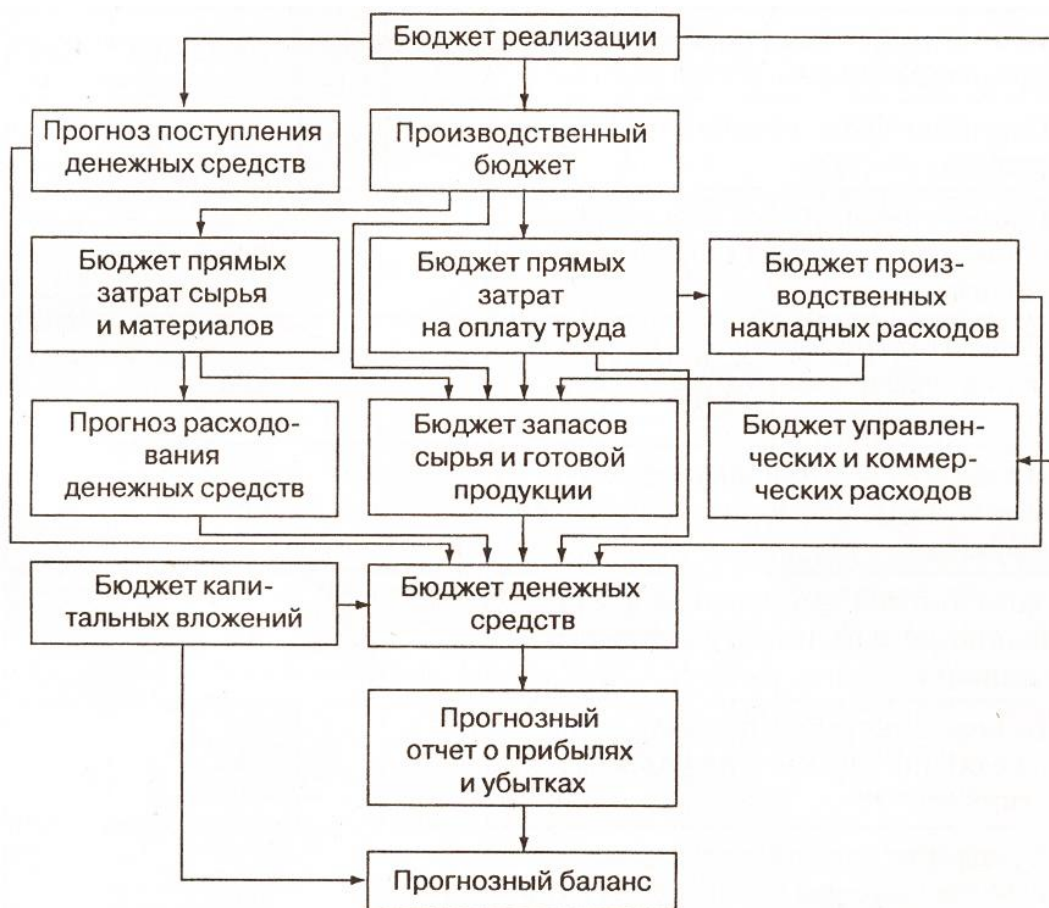 Бюджет реализации
Прогноз поступления
денежных средств
Производственный
бюджет
Бюджет прямых
затрат сырья
и материалов
Бюджет прямых
затрат
на оплату труда
Бюджет произ-
водственных
накладных расходов
Прогноз расходо-
вания
денежных средств
Бюджет запасов
сырья и готовой
продукции
Бюджет управлен-
ческих и коммер-
ческих расходов
Бюджет капи-
тальных вложений
Бюджет денежных
средств
Прогнозный
отчет о прибылях
и убытках
Прогнозный баланс